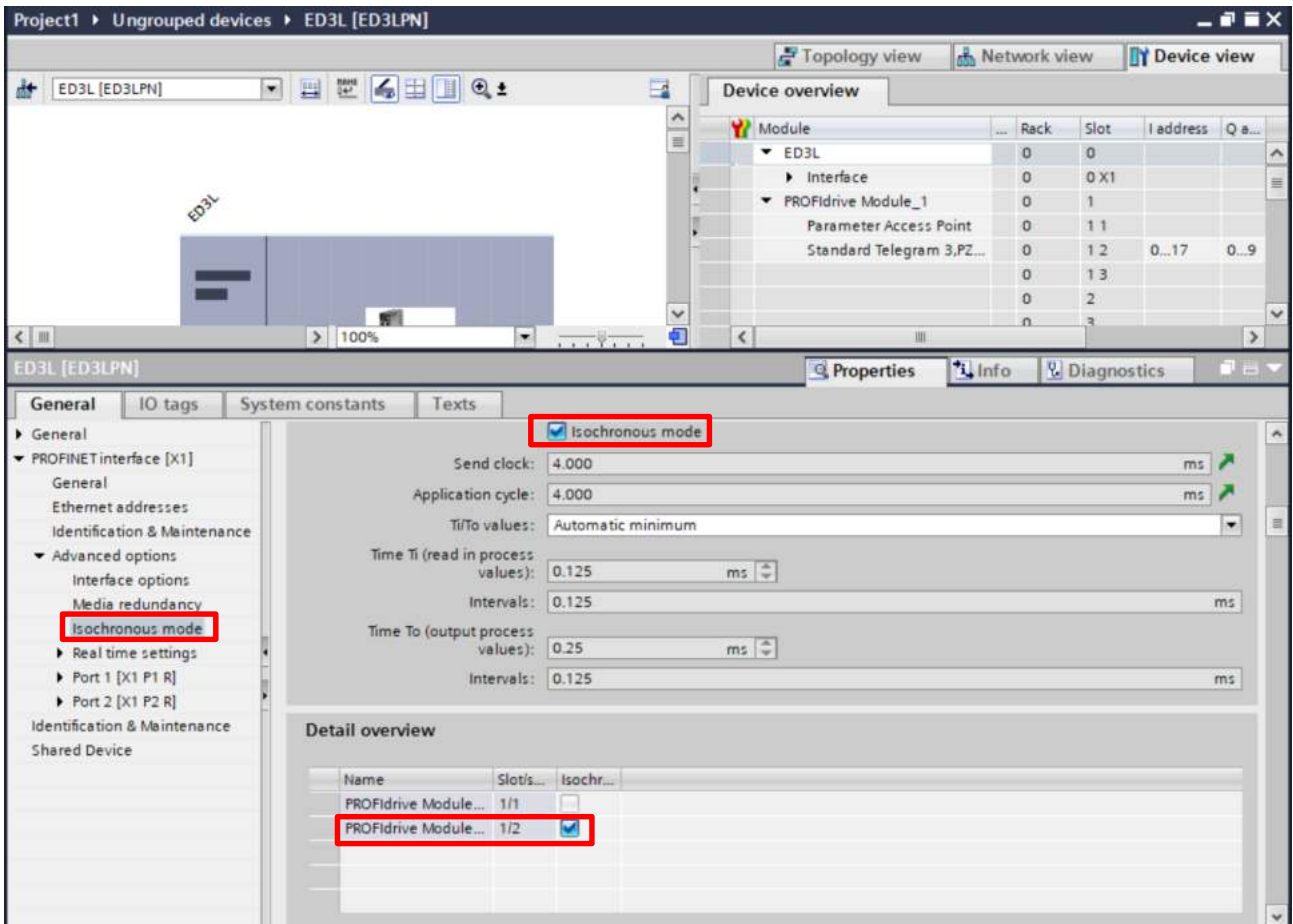 Project1 ▸ Ungrouped devices ▸ ED3L [ED3LPN]
Topology view
Network view
Device view
ED3L [ED3LPN]
Device overview
Module ... Rack Slot I address Q a...
ED3L 0 0
Interface 0 0 X1
PROFIdrive Module_1 0 1
Parameter Access Point 0 1 1
Standard Telegram 3,PZ... 0 1 2 0...17 0...9
0 1 3
0 2
0 3
ED3L
100%
ED3L [ED3LPN]
Properties
Info
Diagnostics
General
IO tags
System constants
Texts
General
PROFINET interface [X1]
General
Ethernet addresses
Identification & Maintenance
Advanced options
Interface options
Media redundancy
Isochronous mode
Real time settings
Port 1 [X1 P1 R]
Port 2 [X1 P2 R]
Identification & Maintenance
Shared Device
Isochronous mode
Send clock: 4.000 ms
Application cycle: 4.000 ms
Ti/To values: Automatic minimum
Time Ti (read in process
values): 0.125 ms
Intervals: 0.125 ms
Time To (output process
values): 0.25 ms
Intervals: 0.125 ms
Detail overview
Name Slot/s... Isochr...
PROFIdrive Module... 1/1
PROFIdrive Module... 1/2